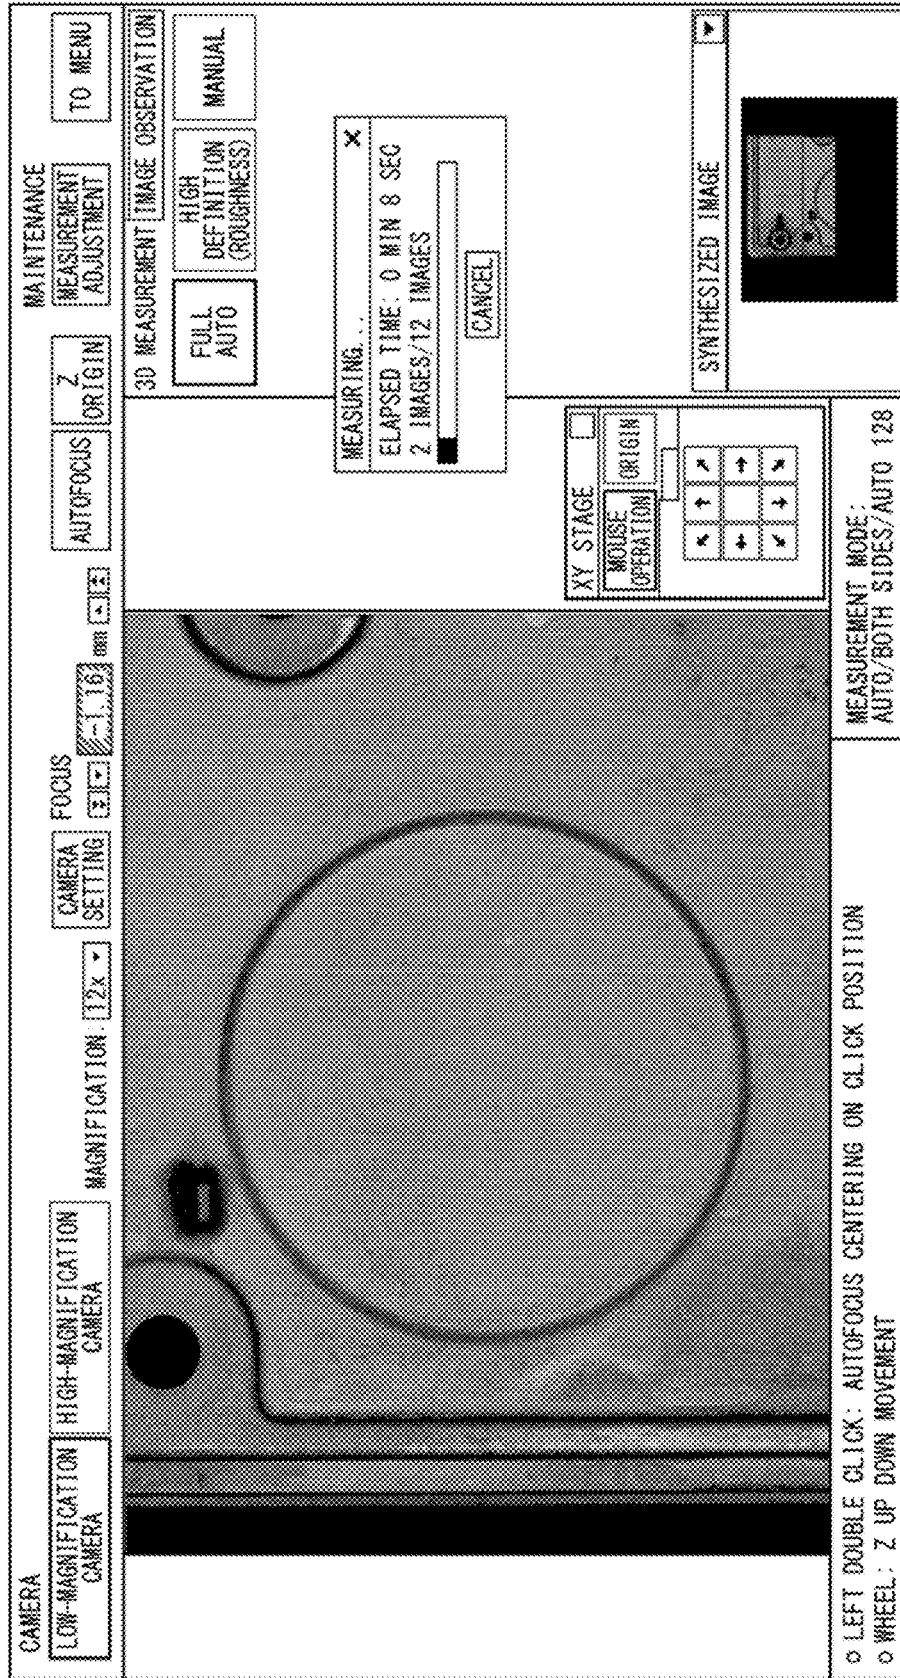 CAMERA
LOW-MAGNIFICATION
CAMERA
HIGH-MAGNIFICATION
CAMERA
MAGNIFICATION:
12x
CAMERA
SETTING
FOCUS
-1.16
mm
AUTOFOCUS
Z
ORIGIN
MAINTENANCE
MEASUREMENT
ADJUSTMENT
TO MENU
3D MEASUREMENT
IMAGE OBSERVATION
FULL
AUTO
HIGH
DEFINITION
(ROUGHNESS)
MANUAL
MEASURING...
ELAPSED TIME: 0 MIN 8 SEC
2 IMAGES/12 IMAGES
CANCEL
XY STAGE
MOUSE
OPERATION
ORIGIN
SYNTHESIZED IMAGE
○ LEFT DOUBLE CLICK: AUTOFOCUS CENTERING ON CLICK POSITION
○ WHEEL: Z UP DOWN MOVEMENT
MEASUREMENT MODE:
AUTO/BOTH SIDES/AUTO 128